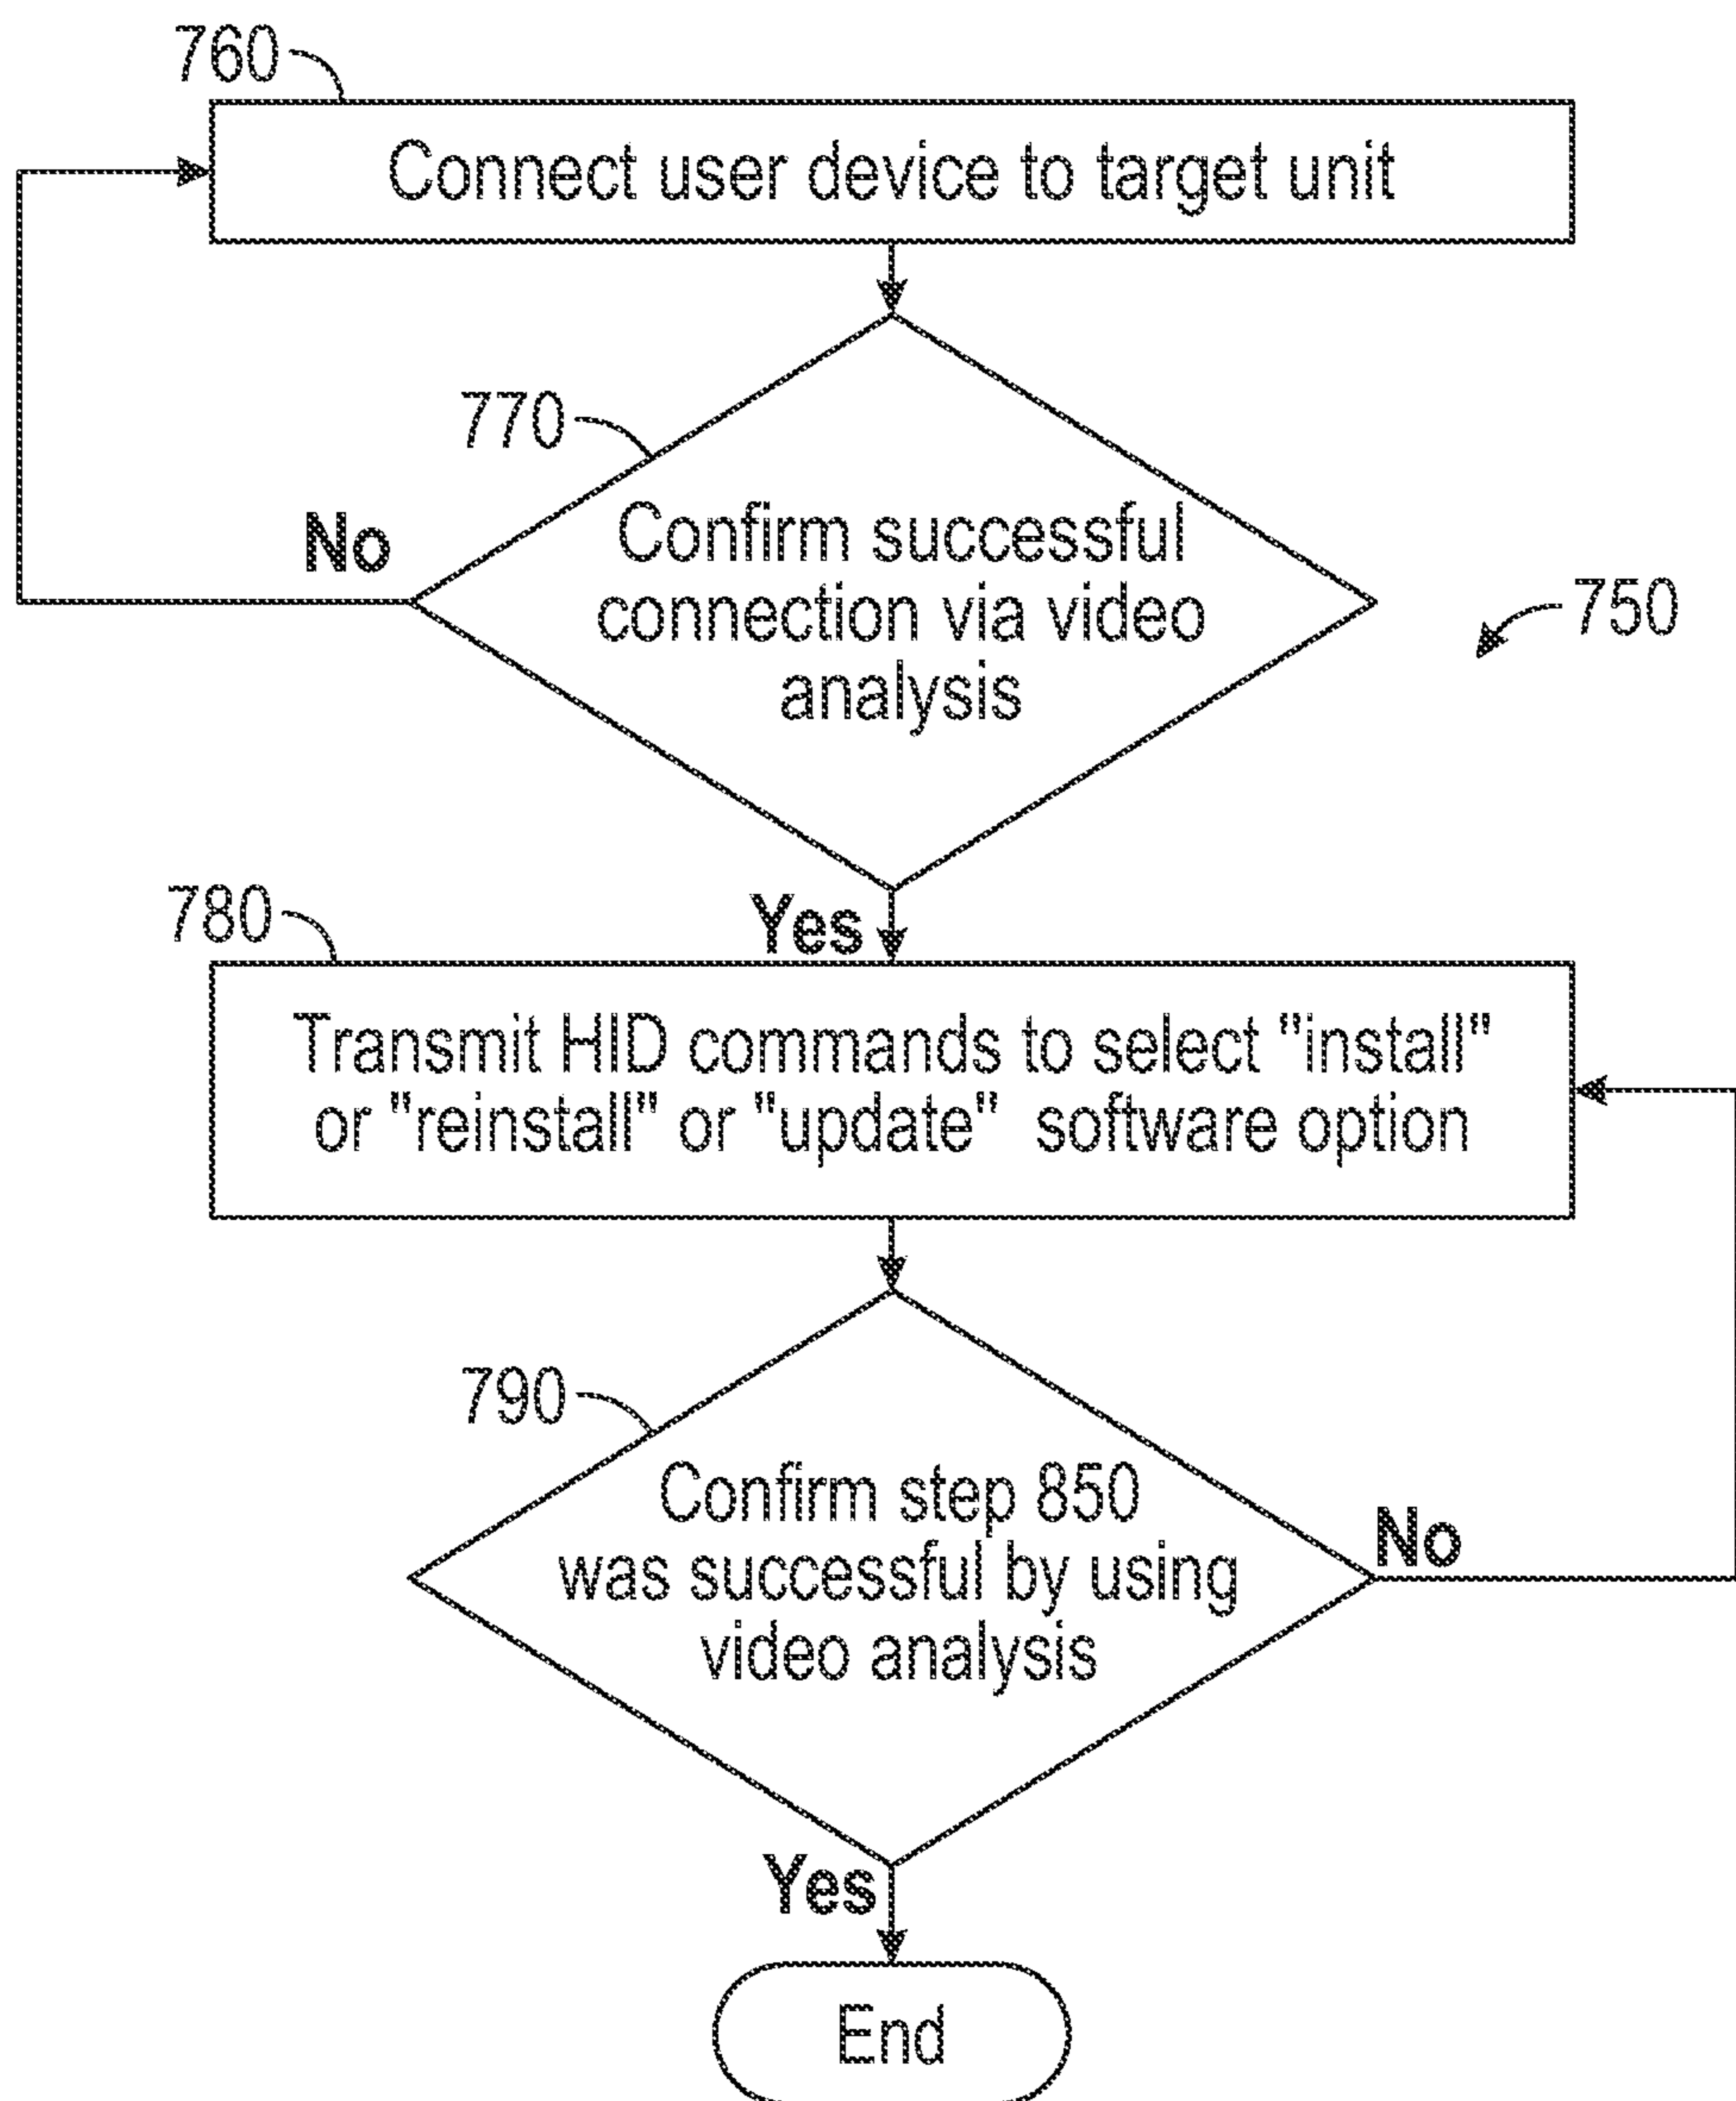 760
Connect user device to target unit
770
No
Confirm successful
connection via video
analysis
750
780
Yes
Transmit HID commands to select "install"
or "reinstall" or "update" software option
790
Confirm step 850
was successful by using
video analysis
No
Yes
End